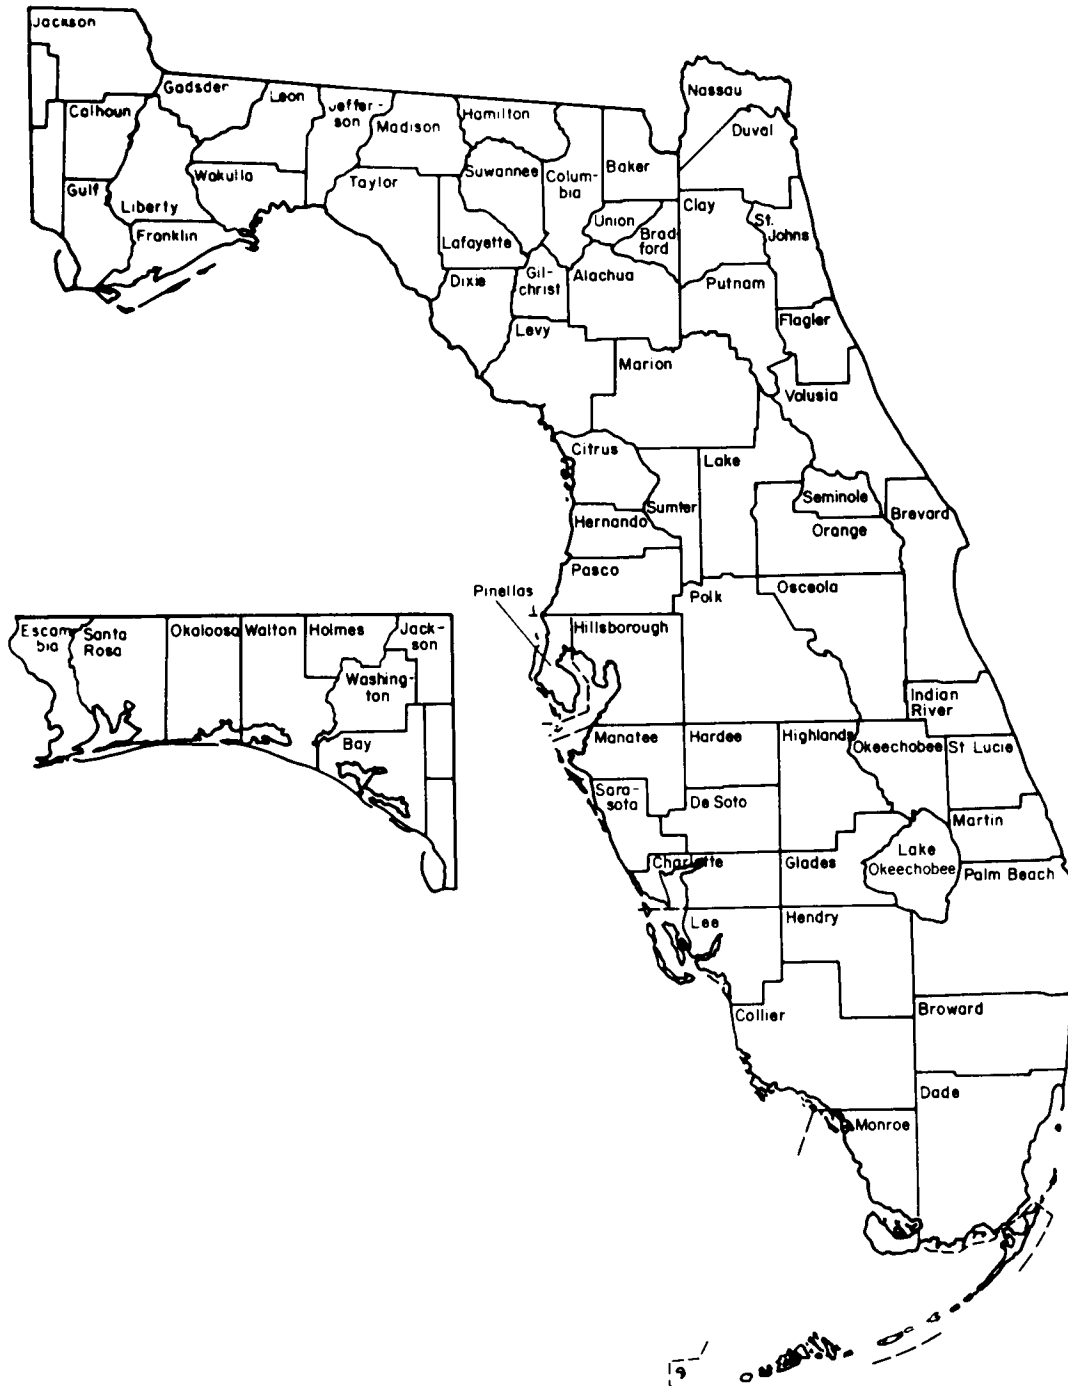 Jackson
Nassau
Gadsden
Leon
Jeffer-
son
Hamilton
Calhoun
Madison
Duval
Suwannee
Colum-
bia
Baker
Gulf
Wakulla
Taylor
Liberty
Clay
St.
Johns
Union
Brad-
ford
Franklin
Lafayette
Dixie
Gil-
christ
Alachua
Putnam
Flagler
Levy
Marion
Volusia
Citrus
Lake
Seminole
Sumter
Brevard
Hernando
Orange
Pasco
Pinellas
Polk
Osceola
Escam-
bia
Santa
Rosa
Okaloosa
Walton
Holmes
Jack-
son
Hillsborough
Washing-
ton
Indian
River
Bay
Manatee
Hardee
Highlands
Okeechobee
St Lucie
Sara-
sota
De Soto
Martin
Charlotte
Glades
Lake
Okeechobee
Palm Beach
Lee
Hendry
Collier
Broward
Dade
Monroe